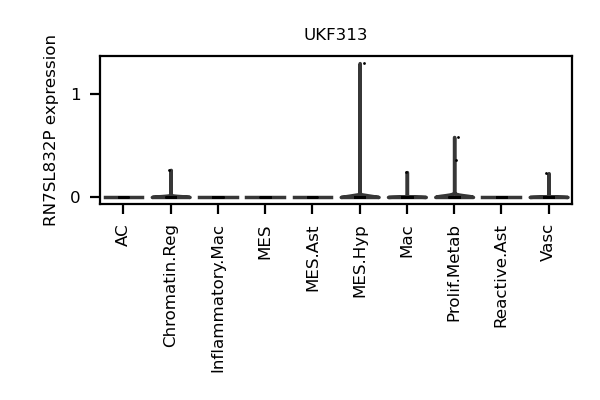 UKF313
RN7SL832P expression
1
0
AC
Chromatin.Reg
Inflammatory.Mac
MES
MES.Ast
MES.Hyp
Mac
Prolif.Metab
Reactive.Ast
Vasc